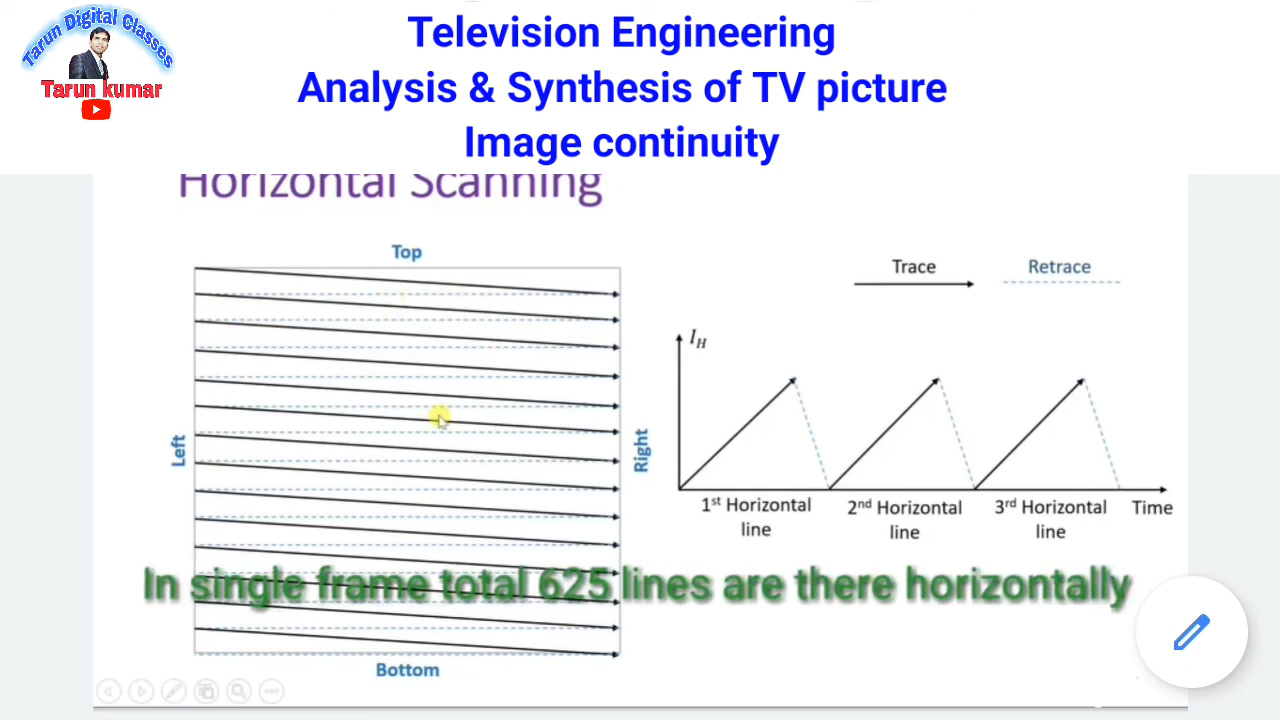 Tarun Digital Classes
Tarun kumar
Television Engineering
Analysis & Synthesis of TV picture
Image continuity
Horizontal Scanning
Top
Left
Right
Bottom
Trace
Retrace
I_H
1st Horizontal line
2nd Horizontal line
3rd Horizontal line
Time
In single frame total 625 lines are there horizontally